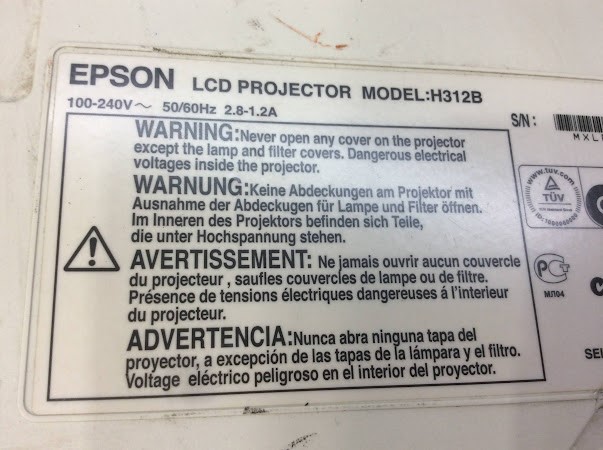 EPSON LCD PROJECTOR MODEL:H312B
100-240V～ 50/60Hz 2.8-1.2A
S/N:
WARNING:Never open any cover on the projector
except the lamp and filter covers. Dangerous electrical
voltages inside the projector.
WARNUNG:Keine Abdeckungen am Projektor mit
Ausnahme der Abdeckugen für Lampe und Filter öffnen.
Im Inneren des Projektors befinden sich Teile,
die unter Hochspannung stehen.
AVERTISSEMENT: Ne jamais ouvrir aucun couvercle
du projecteur , saufles couvercles de lampe ou de filtre.
Présence de tensions électriques dangereuses á l'interieur
du projecteur.
ADVERTENCIA:Nunca abra ninguna tapa del
proyector, a excepción de las tapas de la lámpara y el filtro.
Voltage eléctrico peligroso en el interior del proyector.
www.tuv.com
TÜV
МЛ04